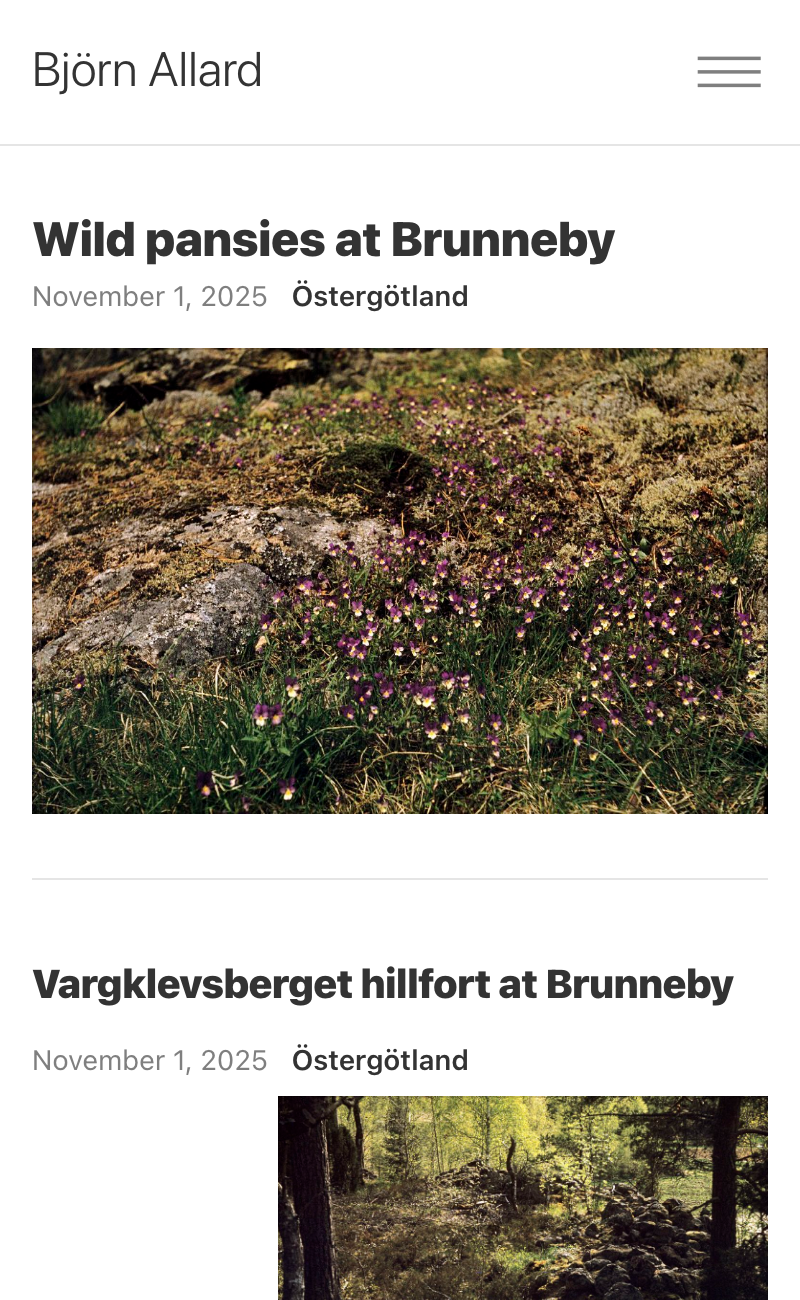 Björn Allard
Wild pansies at Brunneby
November 1, 2025 Östergötland
Vargklevsberget hillfort at Brunneby
November 1, 2025 Östergötland